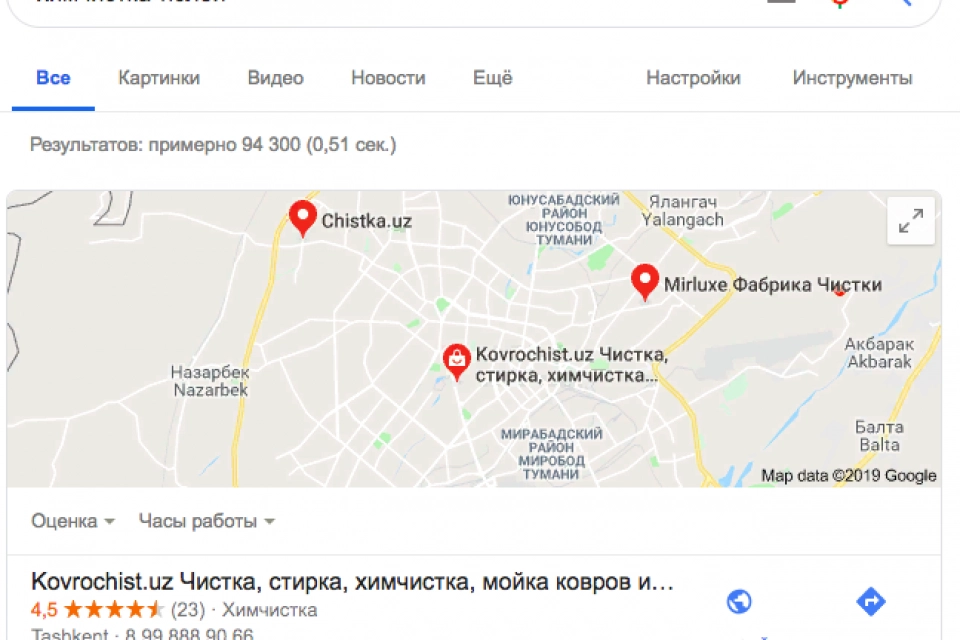 Все Картинки Видео Новости Ещё Настройки Инструменты
Результатов: примерно 94 300 (0,51 сек.)
Chistka.uz
ЮНУСАБАДСКИЙ
РАЙОН
ЮНУСОБОД
ТУМАНИ
Ялангач
Yalangach
Mirluxe Фабрика Чистки
Kovrochist.uz Чистка,
стирка, химчистка...
Назарбек
Nazarbek
Акбарак
Akbarak
Балта
Balta
МИРАБАДСКИЙ
РАЙОН
МИРОБОД
ТУМАНИ
Map data ©2019 Google
Оценка Часы работы
Kovrochist.uz Чистка, стирка, химчистка, мойка ковров и...
4,5 (23) · Химчистка
Tashkent · 8 99 888 90 66